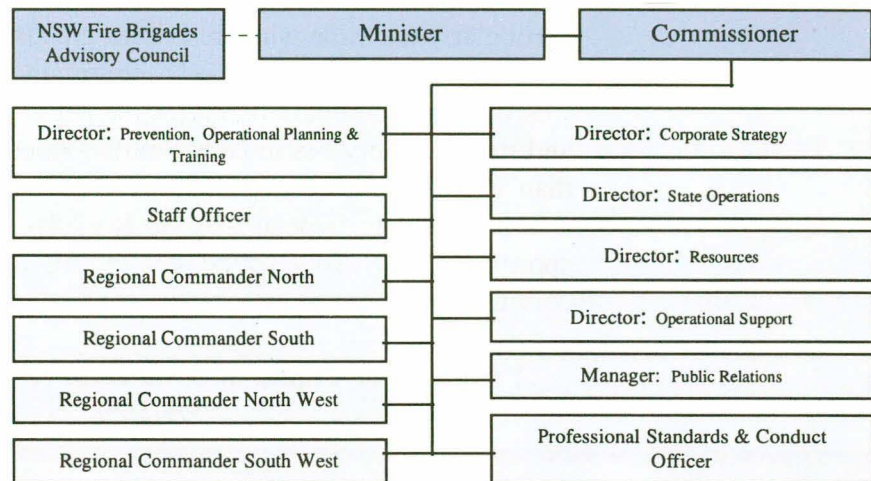 NSW Fire Brigades
Advisory Council
Minister
Commissioner
Director: Prevention, Operational Planning &
Training
Staff Officer
Regional Commander North
Regional Commander South
Regional Commander North West
Regional Commander South West
Director: Corporate Strategy
Director: State Operations
Director: Resources
Director: Operational Support
Manager: Public Relations
Professional Standards & Conduct
Officer